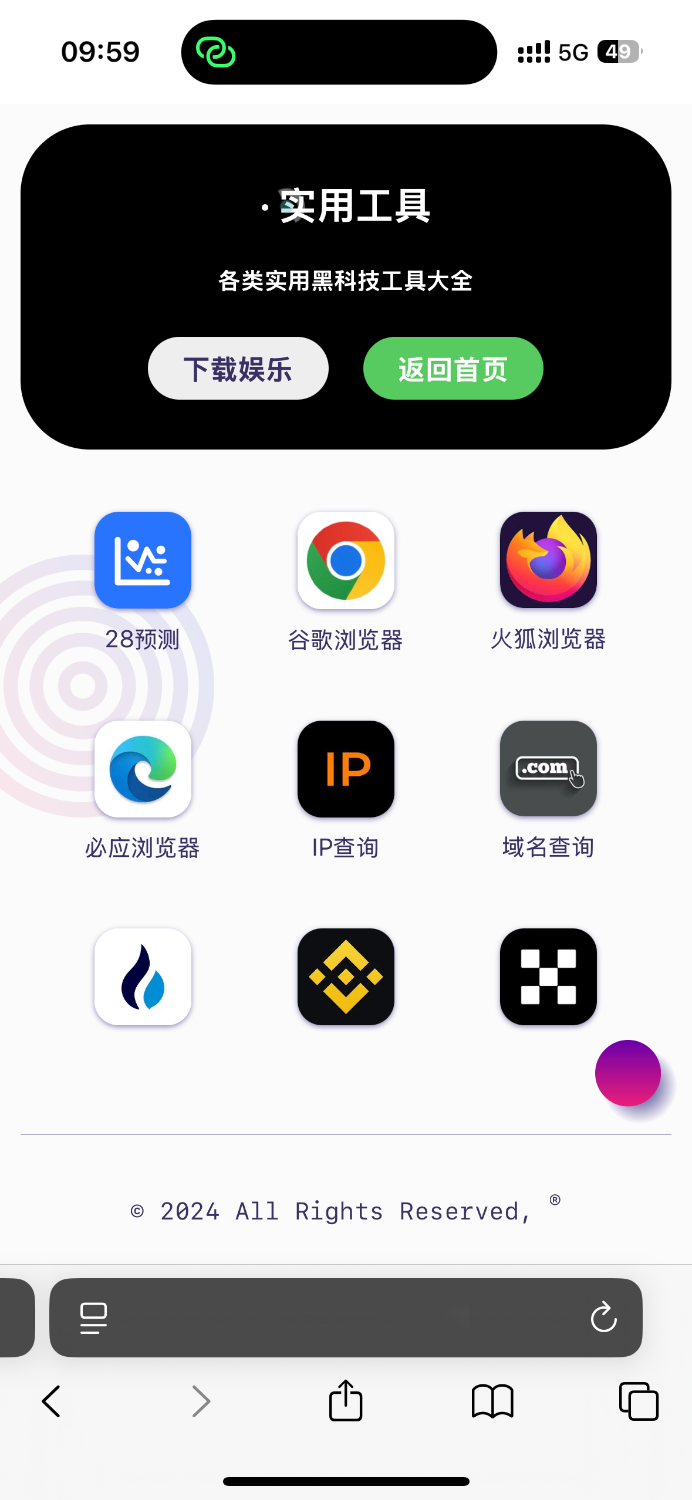 09:59
5G
49
· 实用工具
各类实用黑科技工具大全
下载娱乐
返回首页
28预测
谷歌浏览器
火狐浏览器
IP
.com
必应浏览器
IP查询
域名查询
© 2024 All Rights Reserved, ®